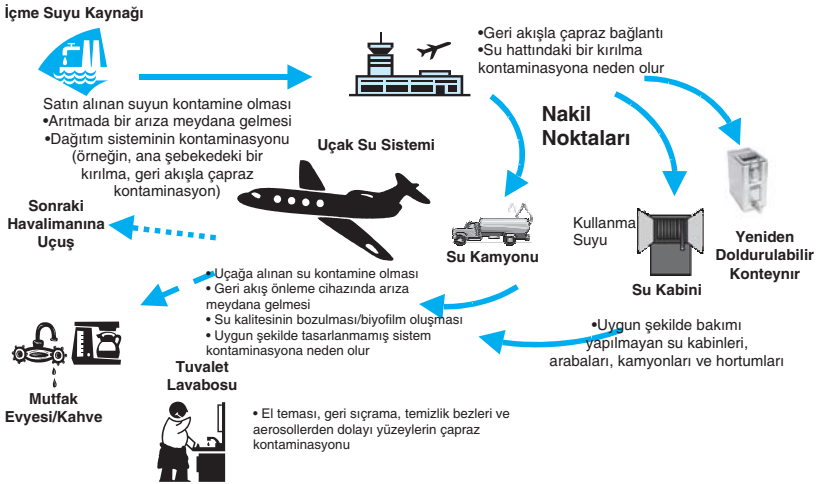 İçme Suyu Kaynağı
Satın alınan suyun kontamine olması
•Arıtmada bir arıza meydana gelmesi
•Dağıtım sisteminin kontaminasyonu
(örneğin, ana şebekedeki bir
kırılma, geri akışla çapraz
kontaminasyon)
•Geri akışla çapraz bağlantı
•Su hattındaki bir kırılma
kontaminasyona neden olur
Nakil
Noktaları
Uçak Su Sistemi
Sonraki
Havalimanına
Uçuş
Su Kamyonu
Kullanma
Suyu
Su Kabini
Yeniden
Doldurulabilir
Konteynır
• Uçağa alınan su kontamine olması
• Geri akış önleme cihazında arıza
meydana gelmesi
• Su kalitesinin bozulması/biyofilm oluşması
• Uygun şekilde tasarlanmamış sistem
kontaminasyona neden olur
•Uygun şekilde bakımı
yapılmayan su kabinleri,
arabaları, kamyonları ve hortumları
Mutfak
Evyesi/Kahve
Tuvalet
Lavabosu
• El teması, geri sıçrama, temizlik bezleri ve
aerosollerden dolayı yüzeylerin çapraz
kontaminasyonu